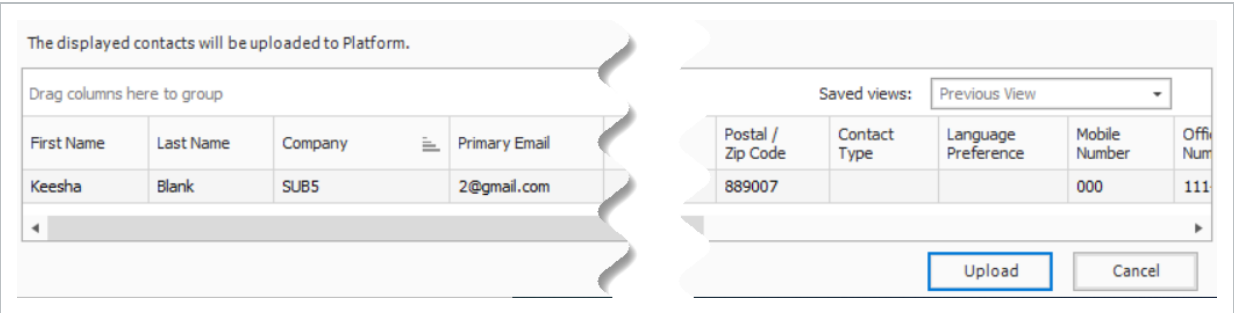 The displayed contacts will be uploaded to Platform.
Drag columns here to group
Saved views: Previous View
First Name Last Name Company Primary Email Postal / Zip Code Contact Type Language Preference Mobile Number
Keesha Blank SUB5 2@gmail.com 889007 000 111
Upload Cancel